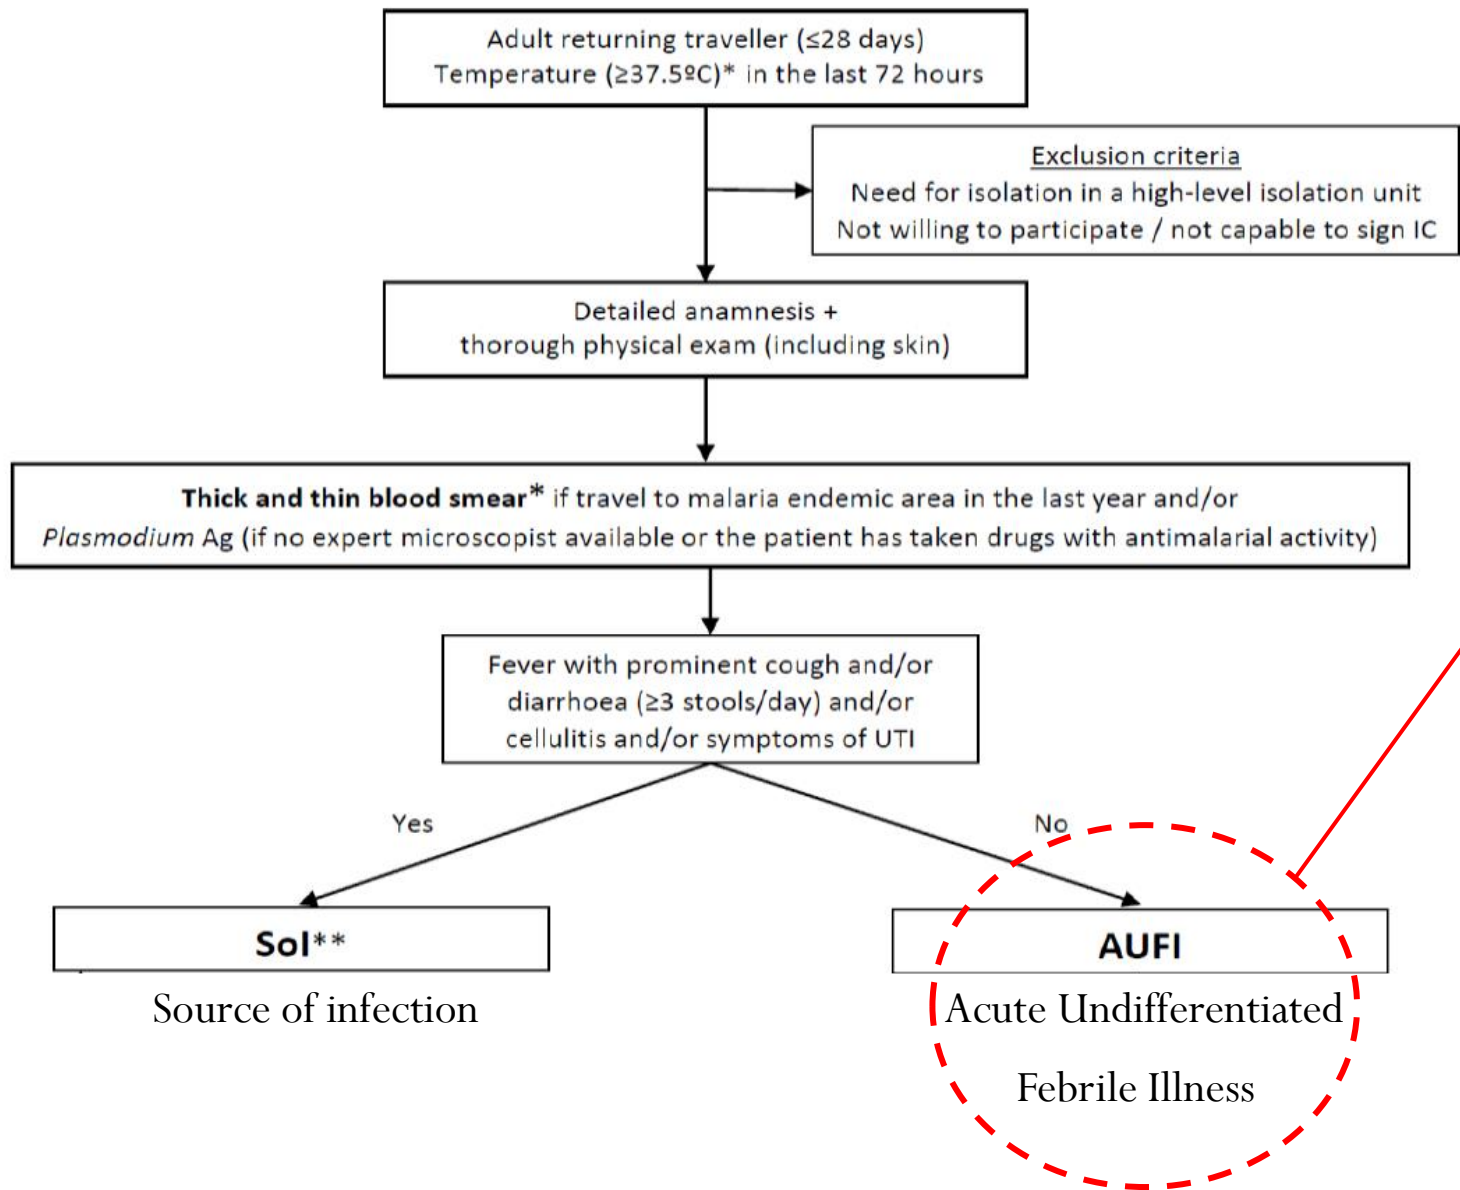 Adult returning traveller (≤28 days)
Temperature (≥37.5ºC)* in the last 72 hours
Exclusion criteria
Need for isolation in a high-level isolation unit
Not willing to participate / not capable to sign IC
Detailed anamnesis +
thorough physical exam (including skin)
Thick and thin blood smear* if travel to malaria endemic area in the last year and/or
Plasmodium Ag (if no expert microscopist available or the patient has taken drugs with antimalarial activity)
Fever with prominent cough and/or
diarrhoea (≥3 stools/day) and/or
cellulitis and/or symptoms of UTI
Yes
No
SoI**
AUFI
Source of infection
Acute Undifferentiated
Febrile Illness